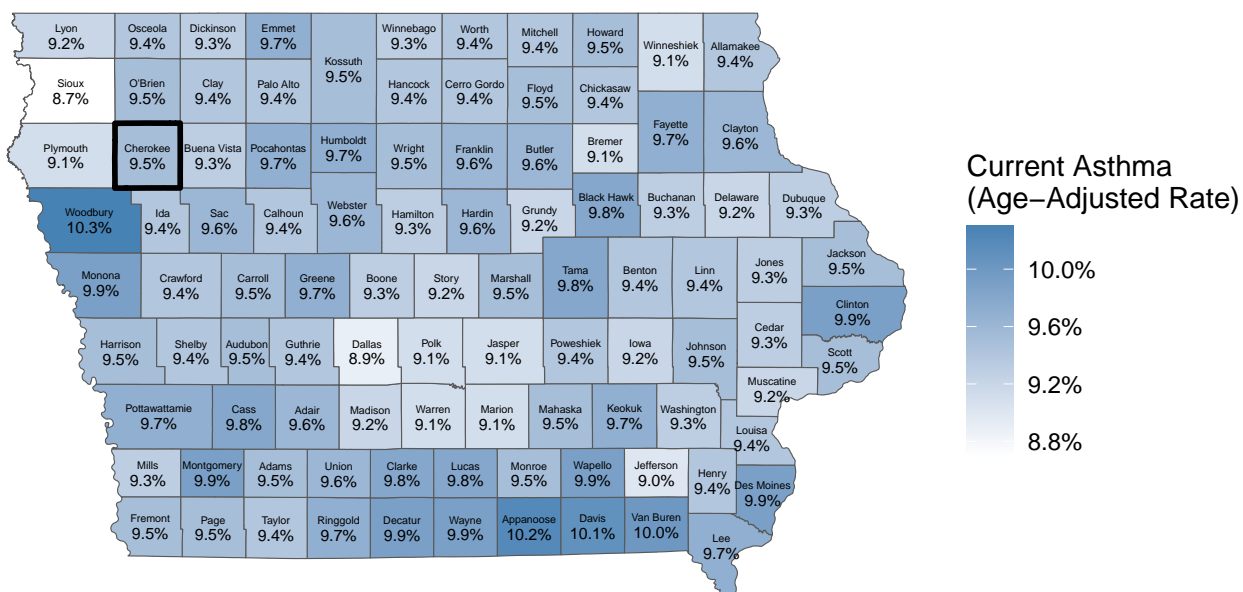 Lyon
9.2%
Osceola
9.4%
Dickinson
9.3%
Emmet
9.7%
Kossuth
9.5%
Winnebago
9.3%
Worth
9.4%
Mitchell
9.4%
Howard
9.5%
Winneshiek
9.1%
Allamakee
9.4%
Sioux
8.7%
O'Brien
9.5%
Clay
9.4%
Palo Alto
9.4%
Hancock
9.4%
Cerro Gordo
9.4%
Floyd
9.5%
Chickasaw
9.4%
Plymouth
9.1%
Cherokee
9.5%
Buena Vista
9.3%
Pocahontas
9.7%
Humboldt
9.7%
Wright
9.5%
Franklin
9.6%
Butler
9.6%
Bremer
9.1%
Fayette
9.7%
Clayton
9.6%
Woodbury
10.3%
Ida
9.4%
Sac
9.6%
Calhoun
9.4%
Webster
9.6%
Hamilton
9.3%
Hardin
9.6%
Grundy
9.2%
Black Hawk
9.8%
Buchanan
9.3%
Delaware
9.2%
Dubuque
9.3%
Monona
9.9%
Crawford
9.4%
Carroll
9.5%
Greene
9.7%
Boone
9.3%
Story
9.2%
Marshall
9.5%
Tama
9.8%
Benton
9.4%
Linn
9.4%
Jones
9.3%
Jackson
9.5%
Clinton
9.9%
Harrison
9.5%
Shelby
9.4%
Audubon
9.5%
Guthrie
9.4%
Dallas
8.9%
Polk
9.1%
Jasper
9.1%
Poweshiek
9.4%
Iowa
9.2%
Johnson
9.5%
Cedar
9.3%
Scott
9.5%
Muscatine
9.2%
Pottawattamie
9.7%
Cass
9.8%
Adair
9.6%
Madison
9.2%
Warren
9.1%
Marion
9.1%
Mahaska
9.5%
Keokuk
9.7%
Washington
9.3%
Louisa
9.4%
Mills
9.3%
Montgomery
9.9%
Adams
9.5%
Union
9.6%
Clarke
9.8%
Lucas
9.8%
Monroe
9.5%
Wapello
9.9%
Jefferson
9.0%
Henry
9.4%
Des Moines
9.9%
Fremont
9.5%
Page
9.5%
Taylor
9.4%
Ringgold
9.7%
Decatur
9.9%
Wayne
9.9%
Appanoose
10.2%
Davis
10.1%
Van Buren
10.0%
Lee
9.7%
Current Asthma
(Age−Adjusted Rate)
10.0%
9.6%
9.2%
8.8%